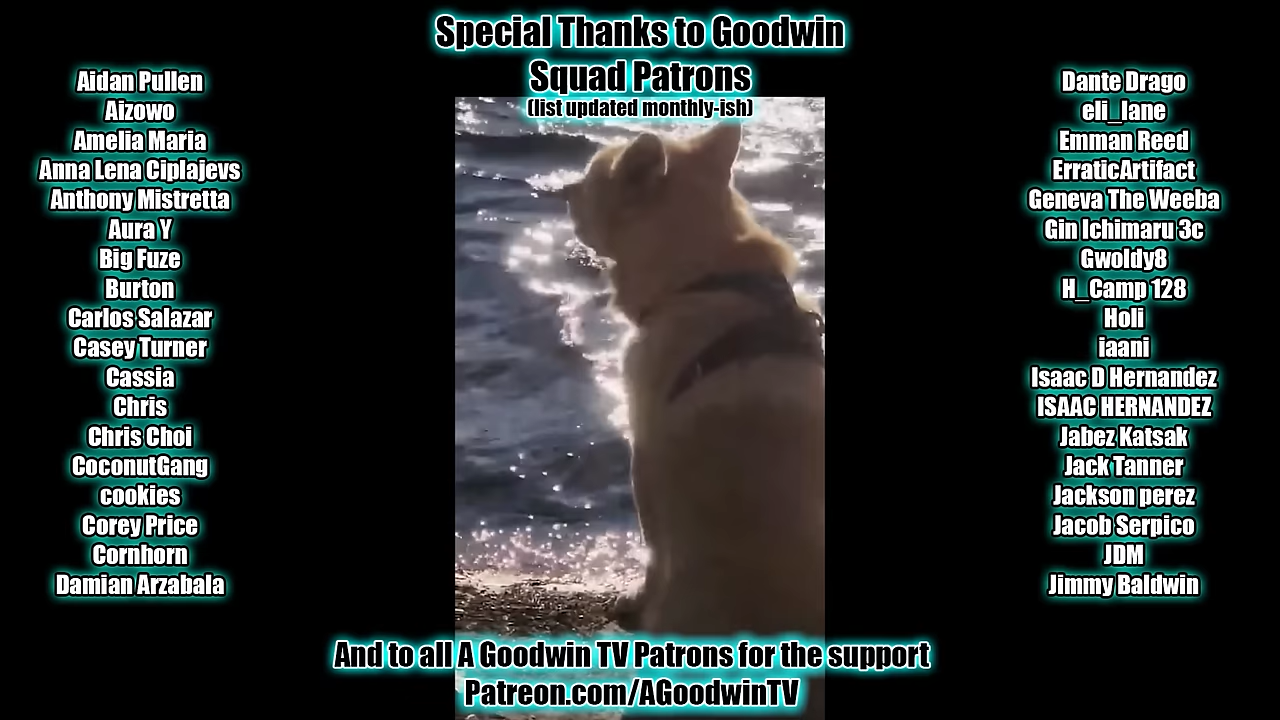 Special Thanks to Goodwin
Squad Patrons
(list updated monthly-ish)
Aidan Pullen
Aizowo
Amelia Maria
Anna Lena Ciplajevs
Anthony Mistretta
Aura Y
Big Fuze
Burton
Carlos Salazar
Casey Turner
Cassia
Chris
Chris Choi
CoconutGang
cookies
Corey Price
Cornhorn
Damian Arzabala
Dante Drago
eli_lane
Emman Reed
ErraticArtifact
Geneva The Weeba
Gin Ichimaru 3c
Gwoldy8
H_Camp 128
Holi
iaani
Isaac D Hernandez
ISAAC HERNANDEZ
Jabez Katsak
Jack Tanner
Jackson perez
Jacob Serpico
JDM
Jimmy Baldwin
And to all A Goodwin TV Patrons for the support
Patreon.com/AGoodwinTV